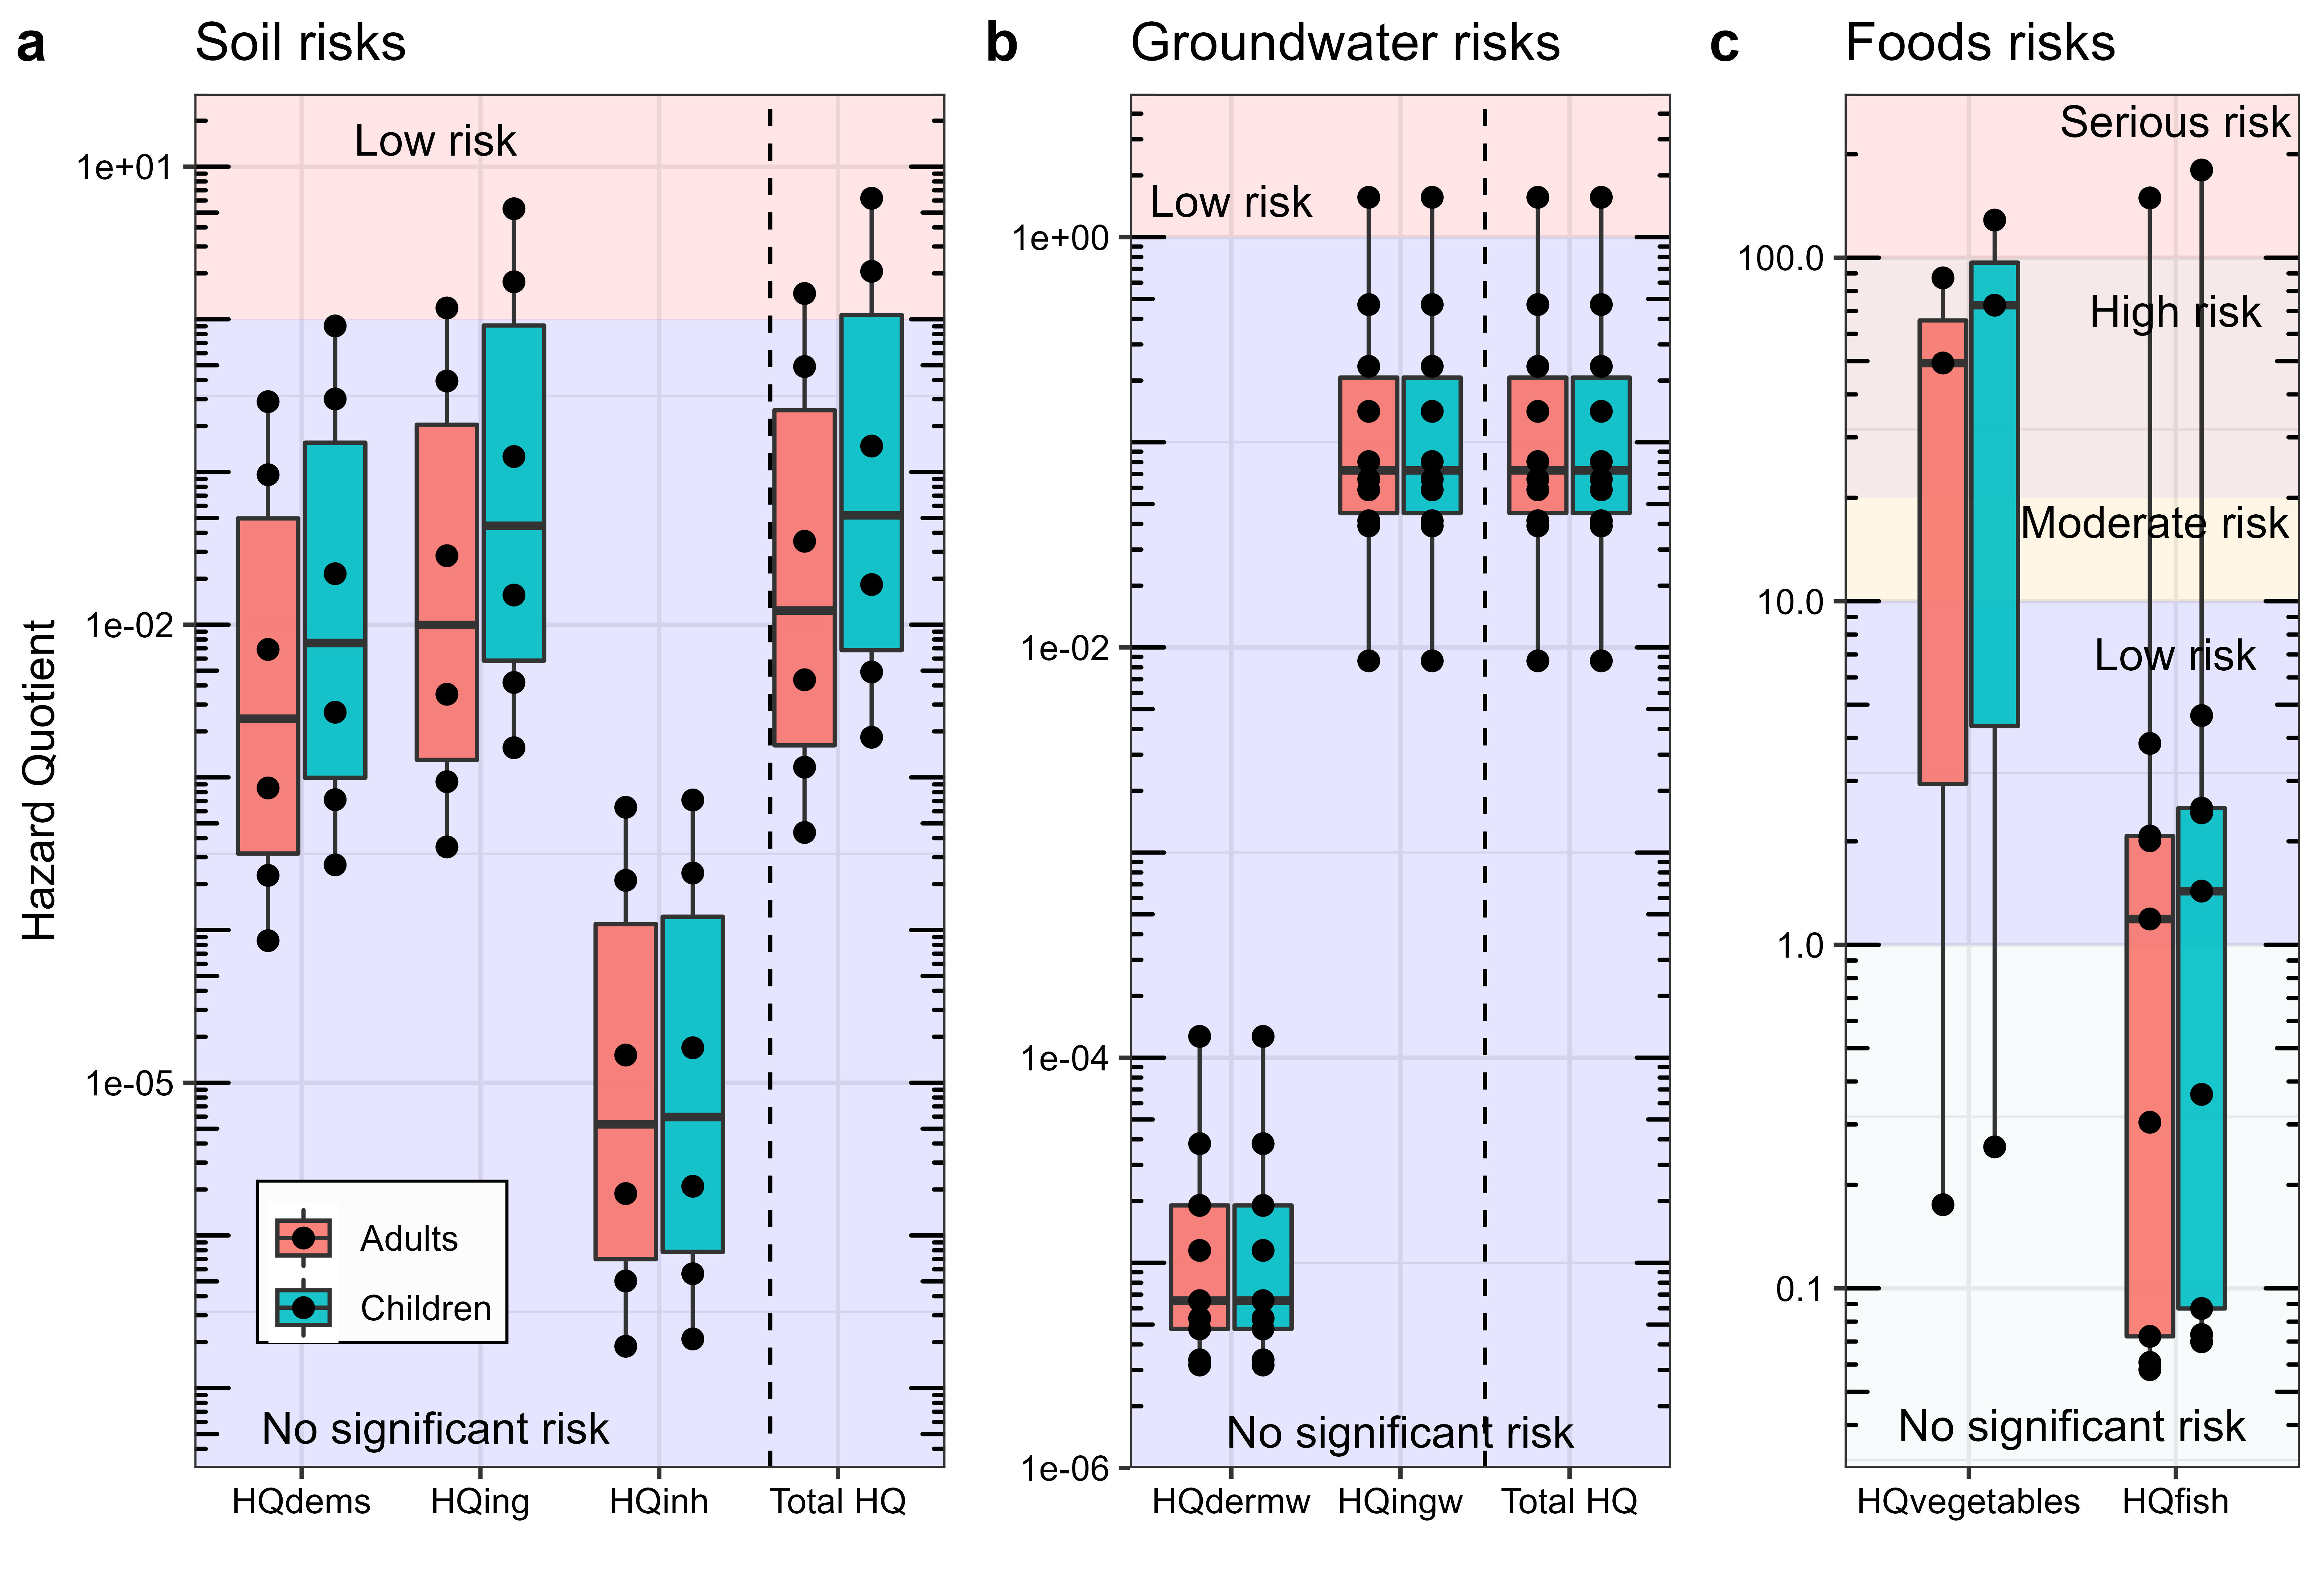 a
Soil risks
b
Groundwater risks
c
Foods risks
Hazard Quotient
1e+01
1e-02
1e-05
Low risk
No significant risk
Adults
Children
HQdems
HQing
HQinh
Total HQ
1e+00
1e-02
1e-04
1e-06
Low risk
No significant risk
HQdermw
HQingw
Total HQ
100.0
10.0
1.0
0.1
Serious risk
High risk
Moderate risk
Low risk
No significant risk
HQvegetables
HQfish